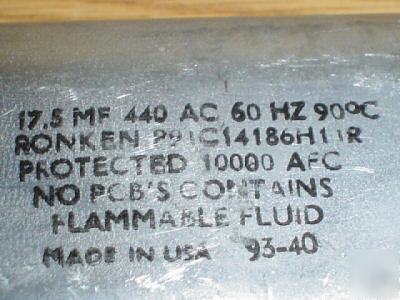 17.5 MF 440 AC 60 HZ 90°C
RONKEN P91C14186H11R
PROTECTED 10000 AFC
NO PCB'S CONTAINS
FLAMMABLE FLUID
MADE IN USA 93-40